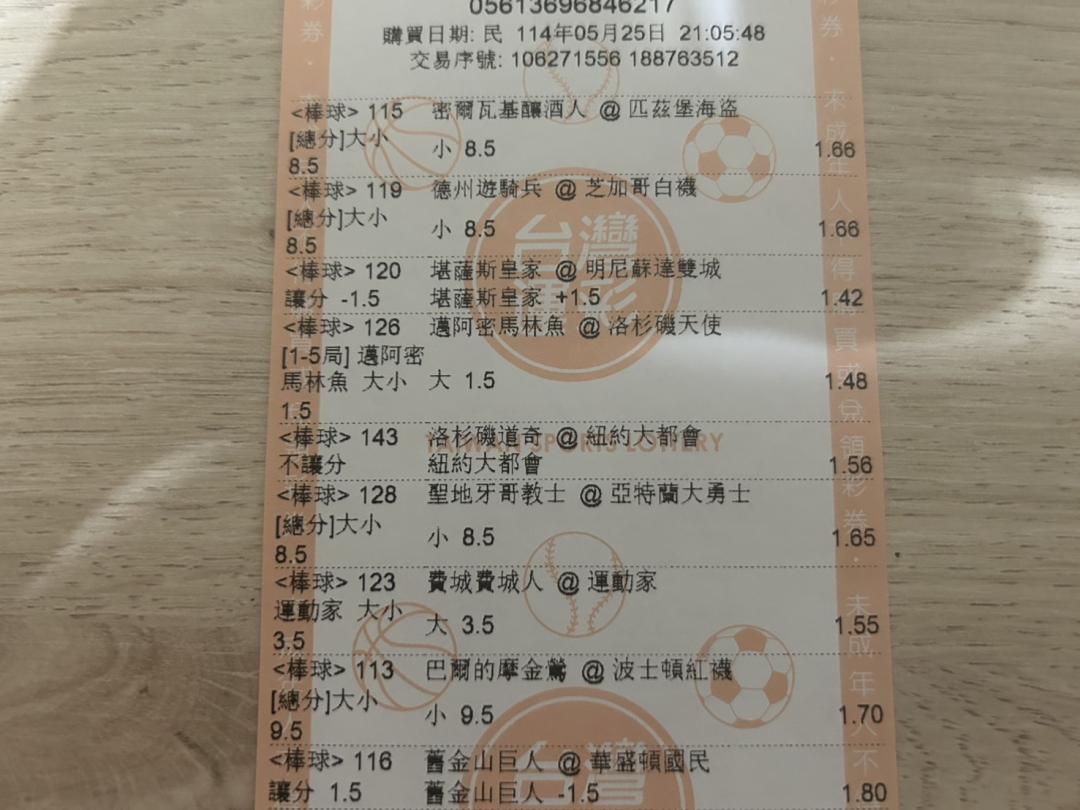 05613696846217
購買日期: 民 114年05月25日 21:05:48
交易序號: 106271556 188763512
<棒球> 115 密爾瓦基釀酒人 @ 匹茲堡海盜
[總分]大小
8.5 小 8.5 1.66
<棒球> 119 德州遊騎兵 @ 芝加哥白襪
[總分]大小
8.5 小 8.5 1.66
<棒球> 120 堪薩斯皇家 @ 明尼蘇達雙城
讓分 -1.5 堪薩斯皇家 +1.5 1.42
<棒球> 126 邁阿密馬林魚 @ 洛杉磯天使
[1-5局] 邁阿密
馬林魚 大小 大 1.5 1.48
1.5
<棒球> 143 洛杉磯道奇 @ 紐約大都會
不讓分 紐約大都會 1.56
<棒球> 128 聖地牙哥教士 @ 亞特蘭大勇士
[總分]大小
8.5 小 8.5 1.65
<棒球> 123 費城費城人 @ 運動家
運動家 大小
3.5 大 3.5 1.55
<棒球> 113 巴爾的摩金鶯 @ 波士頓紅襪
[總分]大小
9.5 小 9.5 1.70
<棒球> 116 舊金山巨人 @ 華盛頓國民
讓分 1.5 舊金山巨人 -1.5 1.80
台灣
運彩
TAIWAN SPORTS LOTTERY
台灣